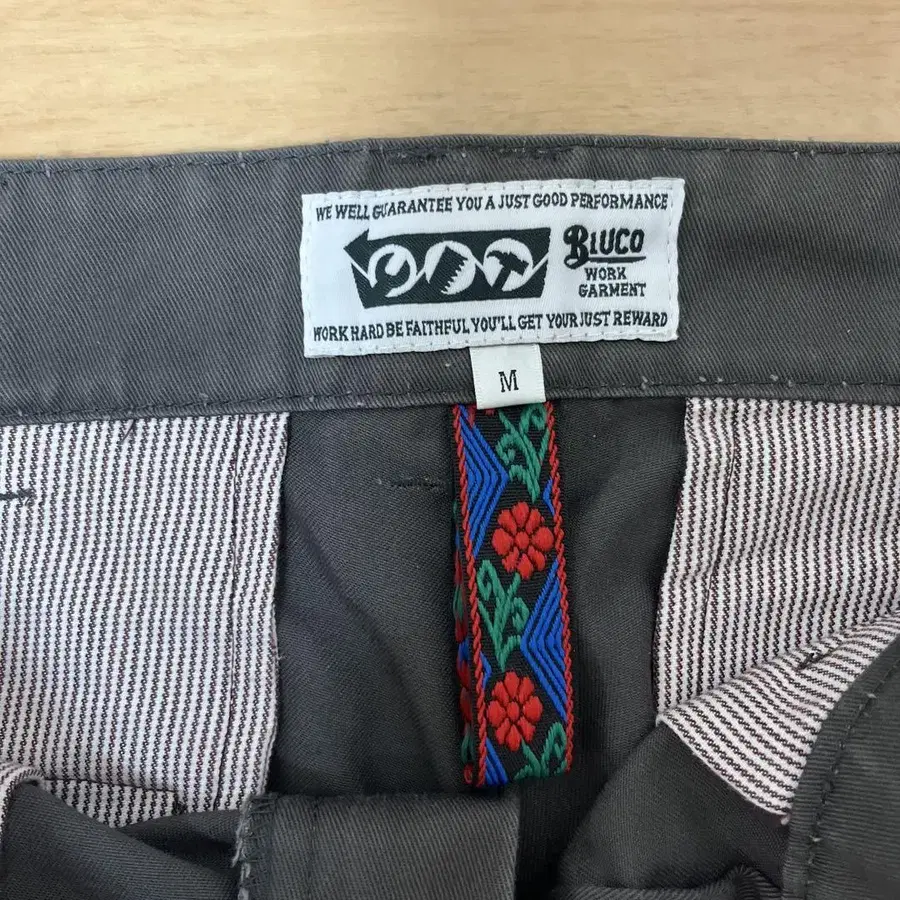 WE WELL GUARANTEE YOU A JUST GOOD PERFORMANCE
BLUCO
WORK
GARMENT
WORK HARD BE FAITHFUL YOU'LL GET YOUR JUST REWARD
M